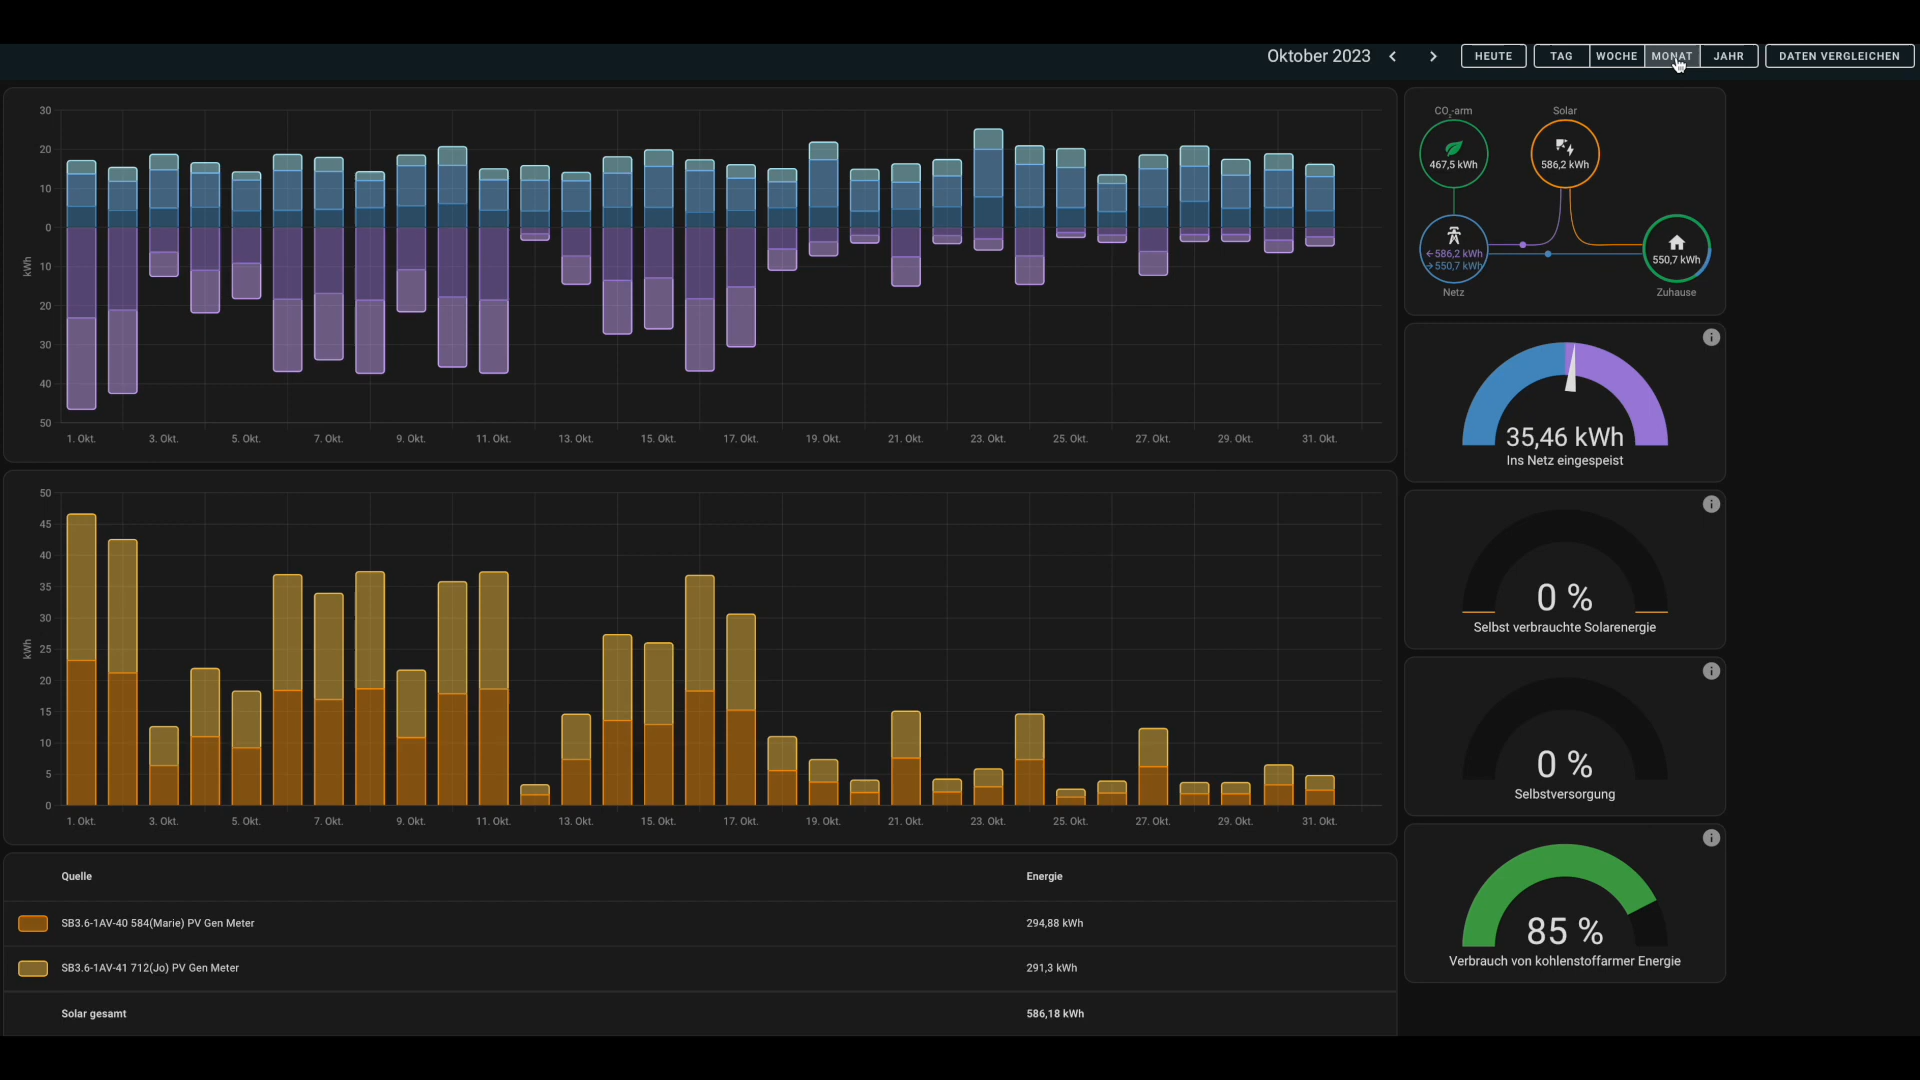 Oktober 2023
HEUTE
TAG
WOCHE
MONAT
JAHR
DATEN VERGLEICHEN
30
20
10
0
10
20
30
40
50
kWh
1. Okt.
3. Okt.
5. Okt.
7. Okt.
9. Okt.
11. Okt.
13. Okt.
15. Okt.
17. Okt.
19. Okt.
21. Okt.
23. Okt.
25. Okt.
27. Okt.
29. Okt.
31. Okt.
50
45
40
35
30
25
20
15
10
5
0
kWh
1. Okt.
3. Okt.
5. Okt.
7. Okt.
9. Okt.
11. Okt.
13. Okt.
15. Okt.
17. Okt.
19. Okt.
21. Okt.
23. Okt.
25. Okt.
27. Okt.
29. Okt.
31. Okt.
Quelle
Energie
SB3.6-1AV-40 584(Marie) PV Gen Meter
294,88 kWh
SB3.6-1AV-41 712(Jo) PV Gen Meter
291,3 kWh
Solar gesamt
586,18 kWh
CO₂-arm
Solar
467,5 kWh
586,2 kWh
←586,2 kWh
→550,7 kWh
550,7 kWh
Netz
Zuhause
35,46 kWh
Ins Netz eingespeist
0 %
Selbst verbrauchte Solarenergie
0 %
Selbstversorgung
85 %
Verbrauch von kohlenstoffarmer Energie